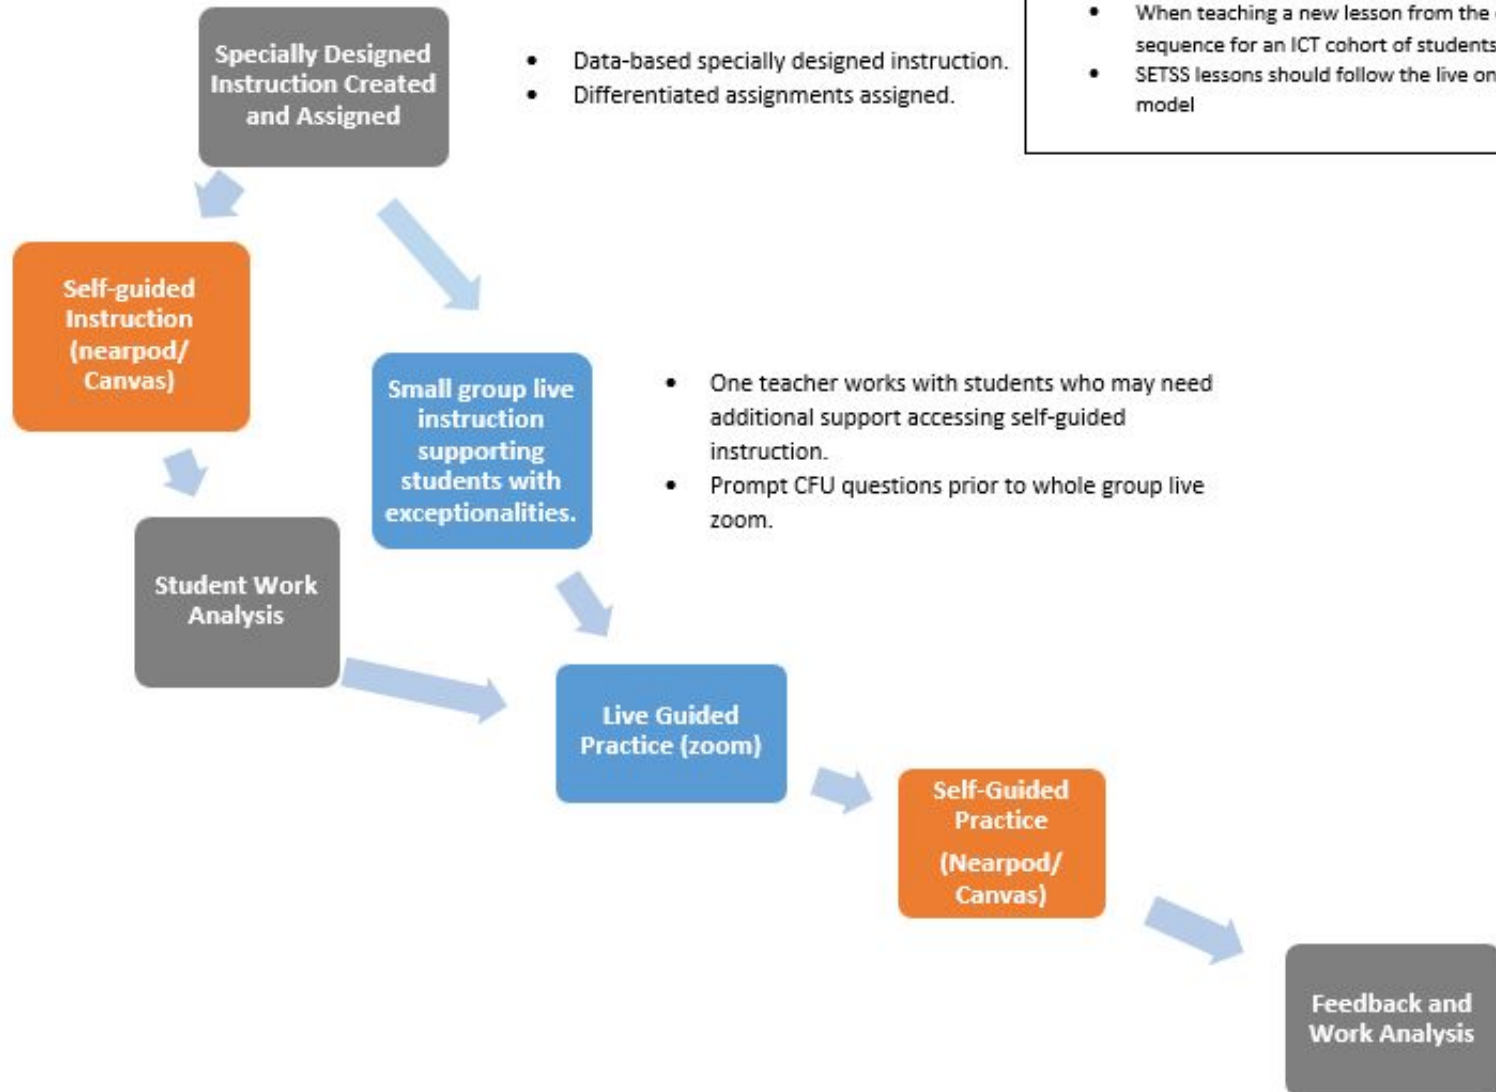 Specially Designed
Instruction Created
and Assigned
• Data-based specially designed instruction.
• Differentiated assignments assigned.
• When teaching a new lesson from the
sequence for an ICT cohort of students
• SETSS lessons should follow the live
model
Self-guided
Instruction
(nearpod/
Canvas)
Small group live
instruction
supporting
students with
exceptionalities.
• One teacher works with students who may need
additional support accessing self-guided
instruction.
• Prompt CFU questions prior to whole group live
zoom.
Student Work
Analysis
Live Guided
Practice (zoom)
Self-Guided
Practice
(Nearpod/
Canvas)
Feedback and
Work Analysis